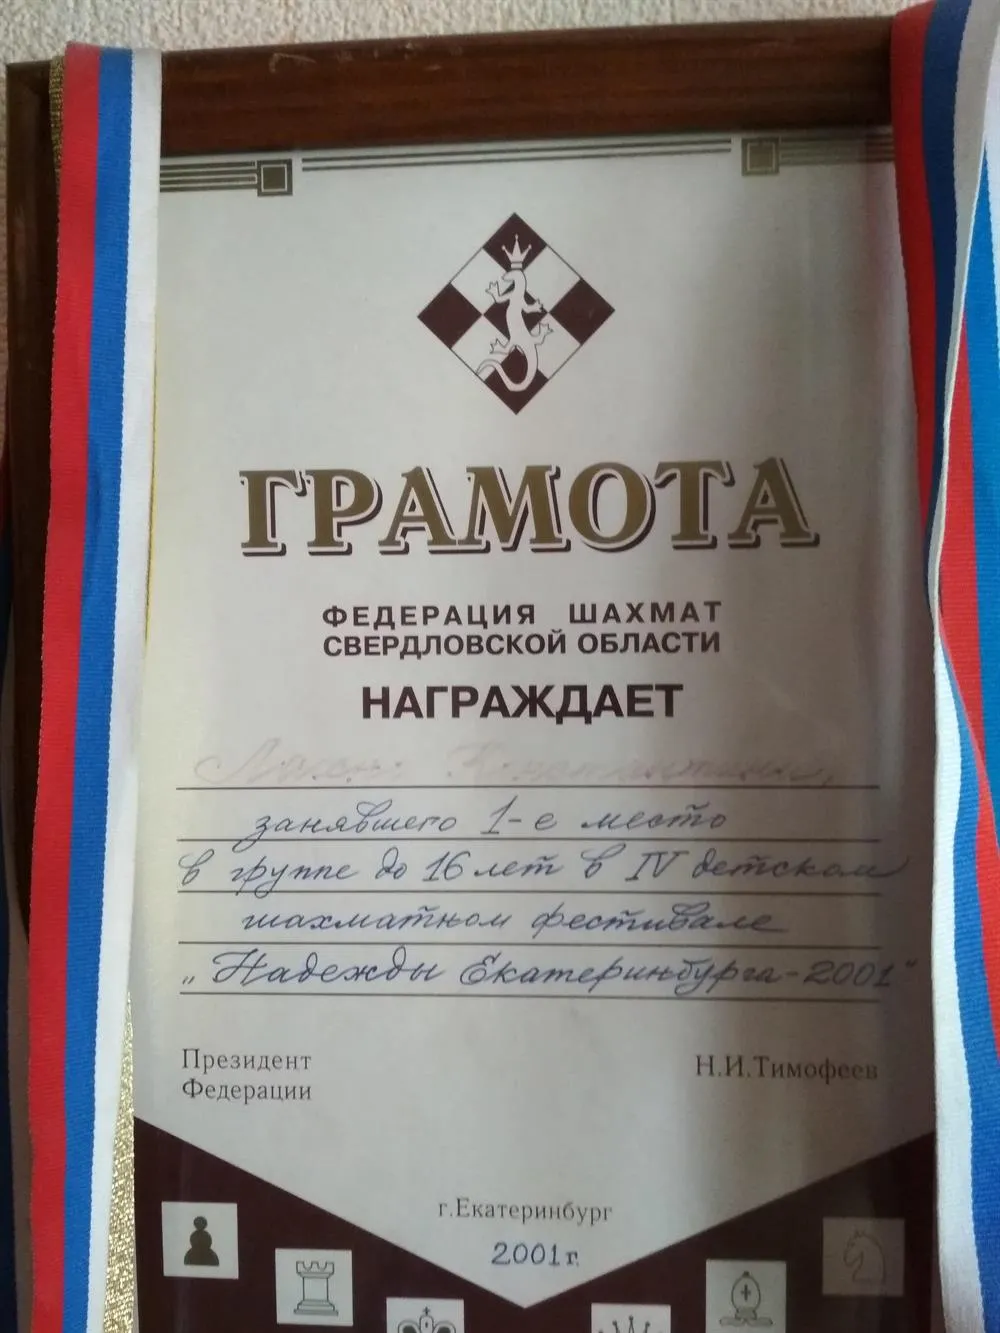 ГРАМОТА
ФЕДЕРАЦИЯ ШАХМАТ
СВЕРДЛОВСКОЙ ОБЛАСТИ
НАГРАЖДАЕТ
занявшего 1-е место
в группе до 16 лет в IV детском
шахматном фестивале
"Надежды Екатеринбурга-2001"
Президент
Федерации
Н.И.Тимофеев
г.Екатеринбург
2001г.